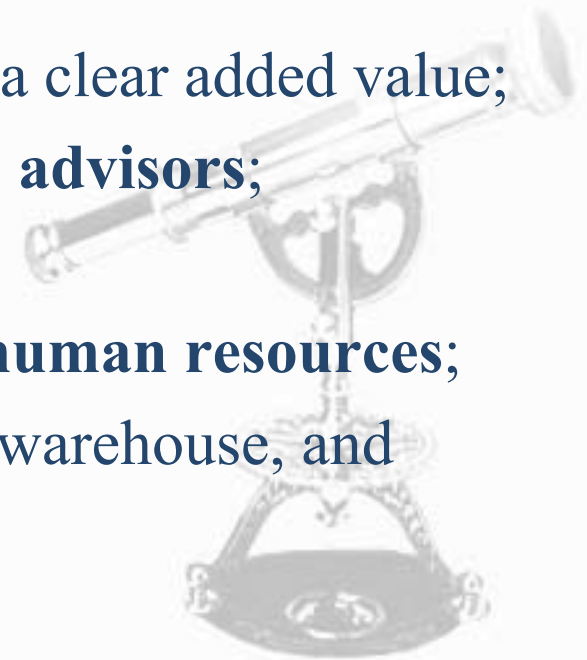 a clear added value;
advisors;
human resources;
warehouse, and